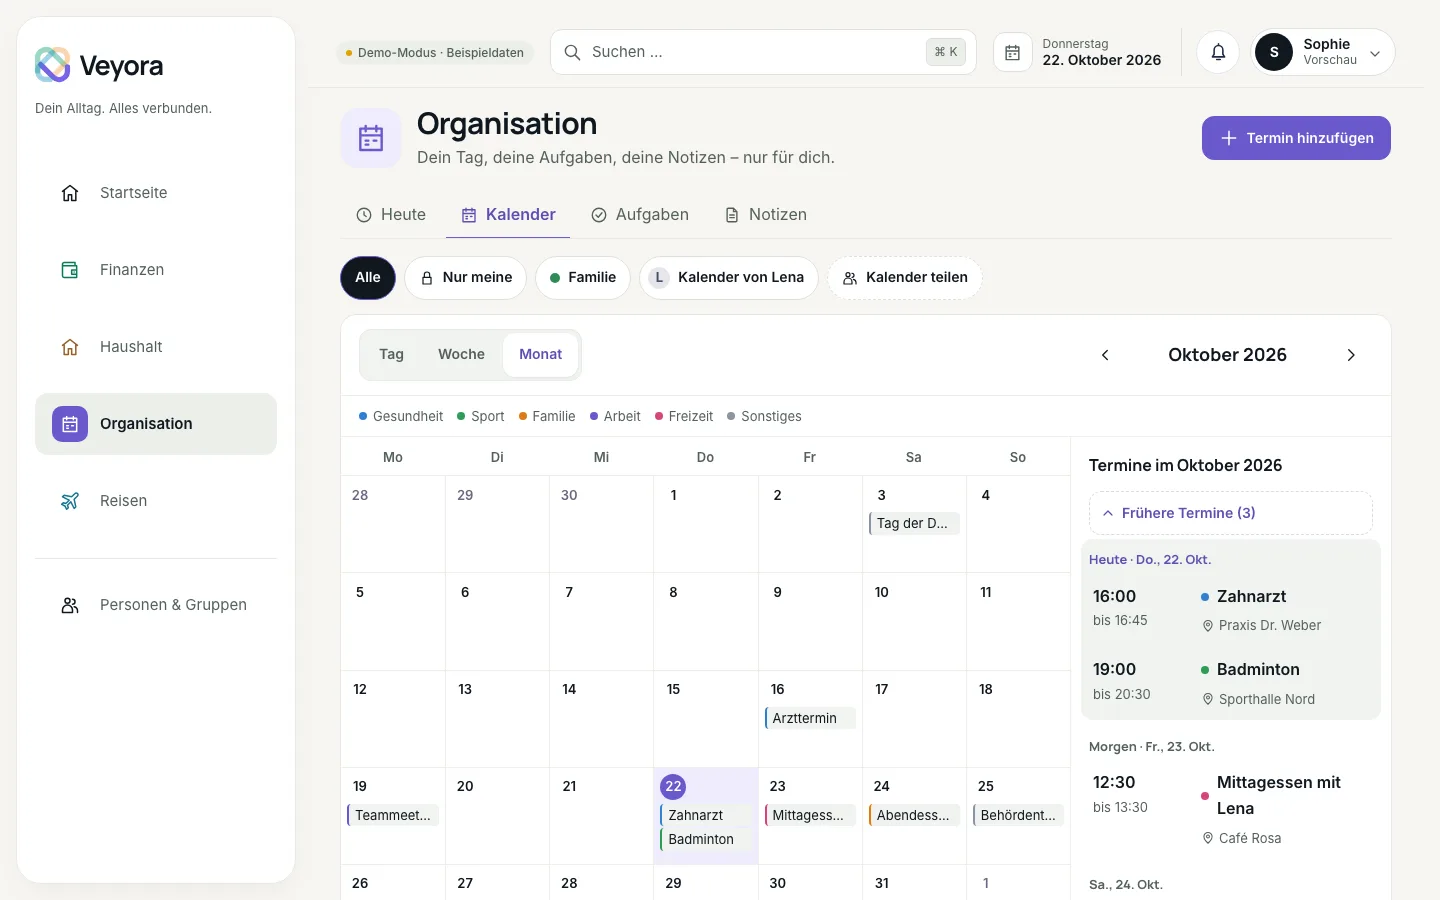 Veyora
Dein Alltag. Alles verbunden.
Startseite
Finanzen
Haushalt
Organisation
Reisen
Personen & Gruppen
Demo-Modus · Beispieldaten
Suchen ...
⌘ K
Donnerstag
22. Oktober 2026
S
Sophie
Vorschau
Organisation
Dein Tag, deine Aufgaben, deine Notizen – nur für dich.
Termin hinzufügen
Heute
Kalender
Aufgaben
Notizen
Alle
Nur meine
Familie
L Kalender von Lena
Kalender teilen
Tag
Woche
Monat
Oktober 2026
Gesundheit
Sport
Familie
Arbeit
Freizeit
Sonstiges
Mo Di Mi Do Fr Sa So
28 29 30 1 2 3 4
Tag der D...
5 6 7 8 9 10 11
12 13 14 15 16 17 18
Arzttermin
19 20 21 22 23 24 25
Teammeet... Zahnarzt Mittagess... Abendess... Behördent...
Badminton
26 27 28 29 30 31 1
Termine im Oktober 2026
Frühere Termine (3)
Heute · Do., 22. Okt.
16:00 Zahnarzt
bis 16:45 Praxis Dr. Weber
19:00 Badminton
bis 20:30 Sporthalle Nord
Morgen · Fr., 23. Okt.
12:30 Mittagessen mit
bis 13:30 Lena
Café Rosa
Sa., 24. Okt.